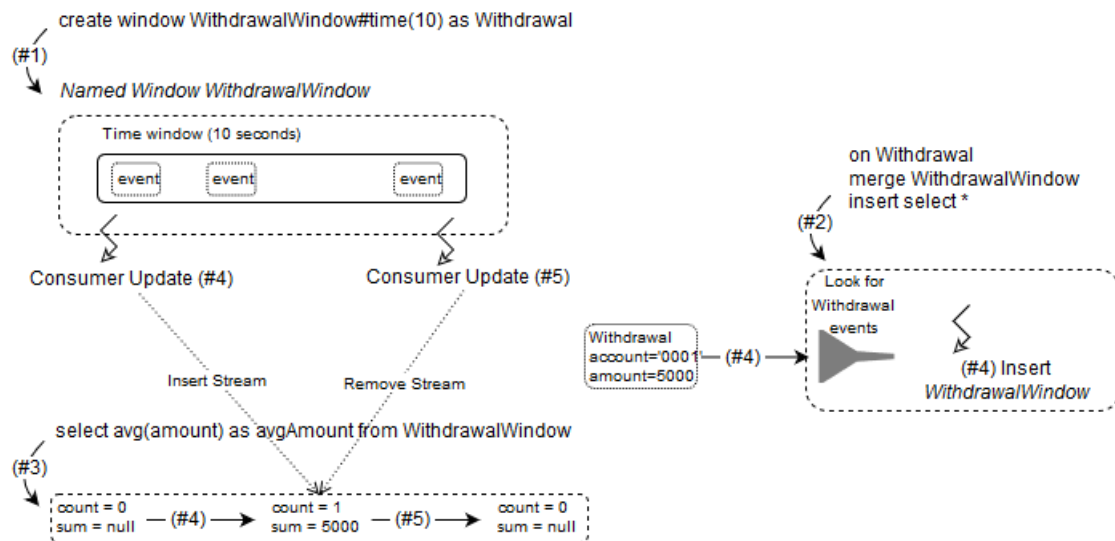 create window WithdrawalWindow#time(10) as Withdrawal
(#1)
Named Window WithdrawalWindow
Time window (10 seconds)
event
event
event
Consumer Update (#4)
Consumer Update (#5)
Insert Stream
Remove Stream
select avg(amount) as avgAmount from WithdrawalWindow
(#3)
count = 0
sum = null
(#4)
count = 1
sum = 5000
(#5)
count = 0
sum = null
on Withdrawal
merge WithdrawalWindow
insert select *
(#2)
Look for
Withdrawal
events
Withdrawal
account='0001'
amount=5000
(#4)
(#4) Insert
WithdrawalWindow